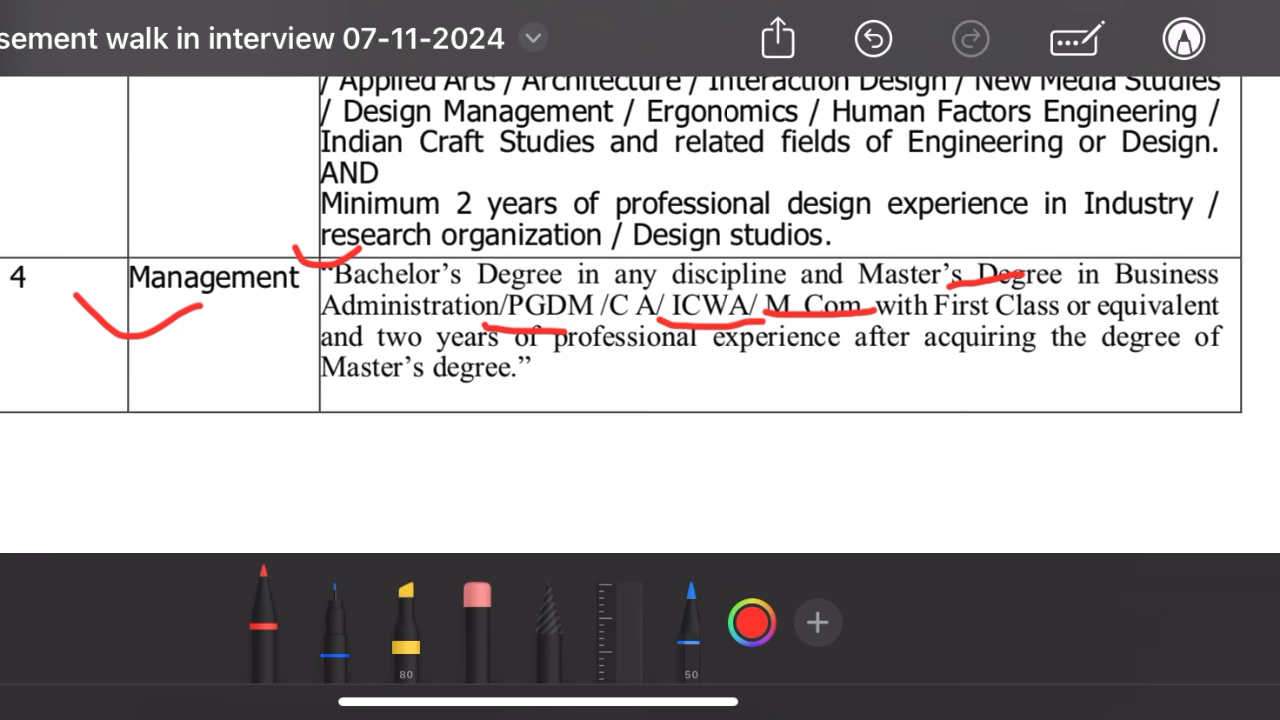 sement walk in interview 07-11-2024
/ Applied Arts / Architecture / Interaction Design / New Media Studies
/ Design Management / Ergonomics / Human Factors Engineering /
Indian Craft Studies and related fields of Engineering or Design.
AND
Minimum 2 years of professional design experience in Industry /
research organization / Design studios.
4 Management "Bachelor's Degree in any discipline and Master's Degree in Business
Administration/PGDM /C A/ ICWA/ M Com with First Class or equivalent
and two years of professional experience after acquiring the degree of
Master's degree."
80 50